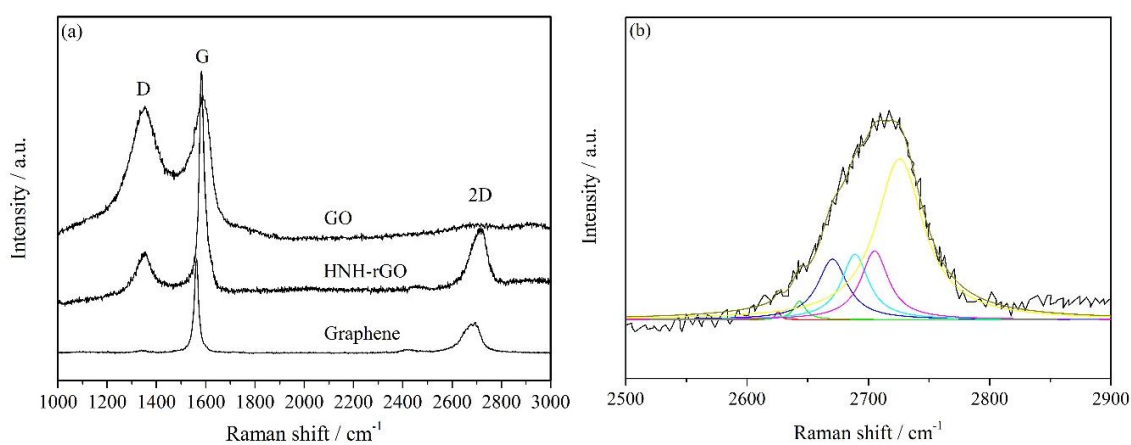 (a)
G
D
2D
GO
HNH-rGO
Graphene
Intensity / a.u.
1000 1200 1400 1600 1800 2000 2200 2400 2600 2800 3000
Raman shift / cm⁻¹
(b)
Intensity / a.u.
2500 2600 2700 2800 2900
Raman shift / cm⁻¹